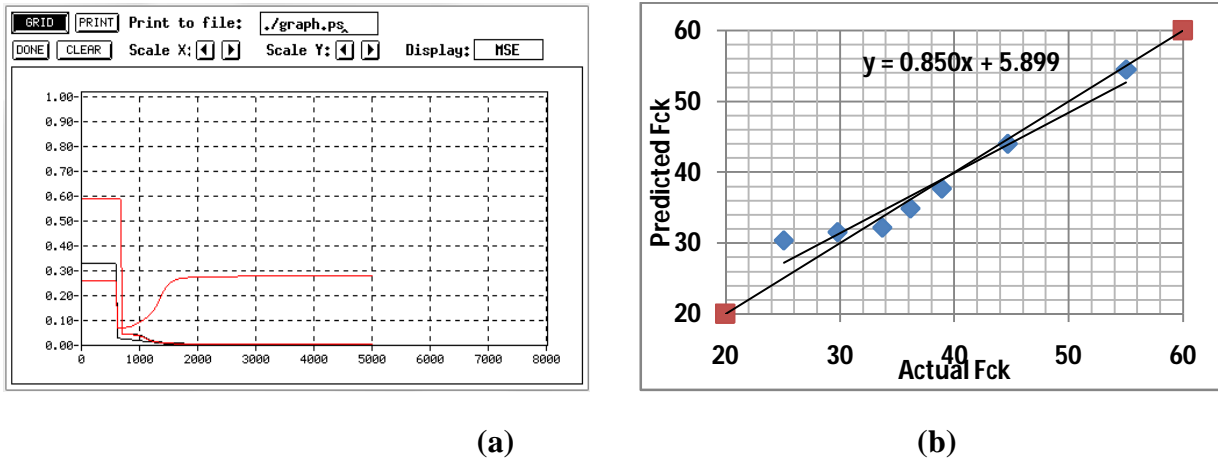 GRID PRINT Print to file: ./graph.ps
DONE CLEAR Scale X: Scale Y: Display: MSE
1.00
0.90
0.80
0.70
0.60
0.50
0.40
0.30
0.20
0.10
0.00
0 1000 2000 3000 4000 5000 6000 7000 8000
(a)
y = 0.850x + 5.899
Predicted Fck
60
50
40
30
20
20 30 40 50 60
Actual Fck
(b)